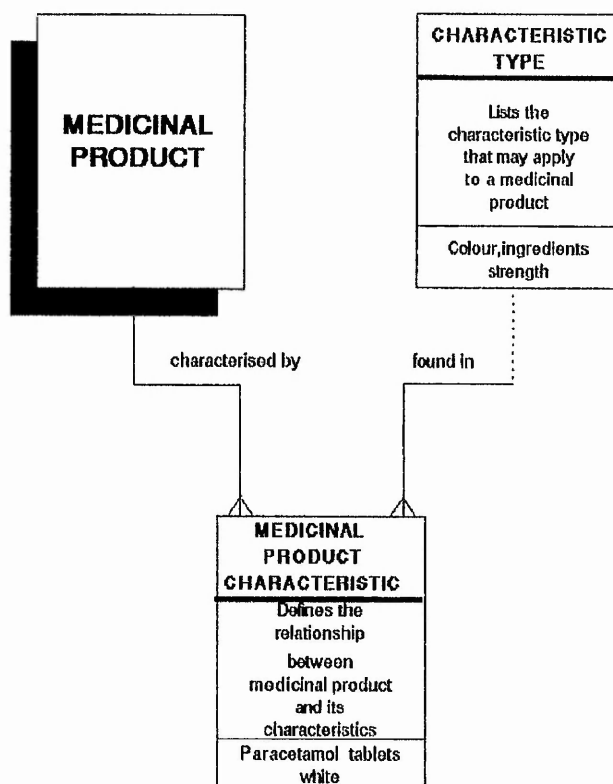 MEDICINAL
PRODUCT
CHARACTERISTIC
TYPE
Lists the
characteristic type
that may apply
to a medicinal
product
Colour,ingredients
strength
characterised by
found in
MEDICINAL
PRODUCT
CHARACTERISTIC
Defines the
relationship
between
medicinal product
and its
characteristics
Paracetamol tablets
white